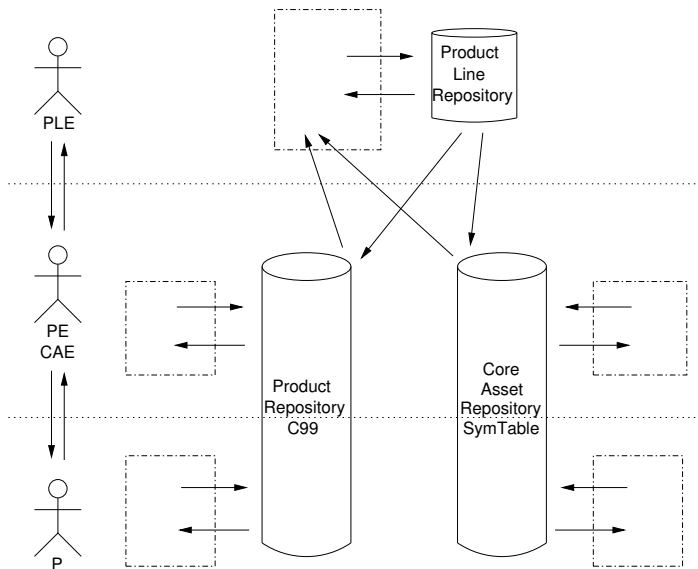 Product
Line
Repository
PLE
PE
CAE
Product
Repository
C99
Core
Asset
Repository
SymTable
P